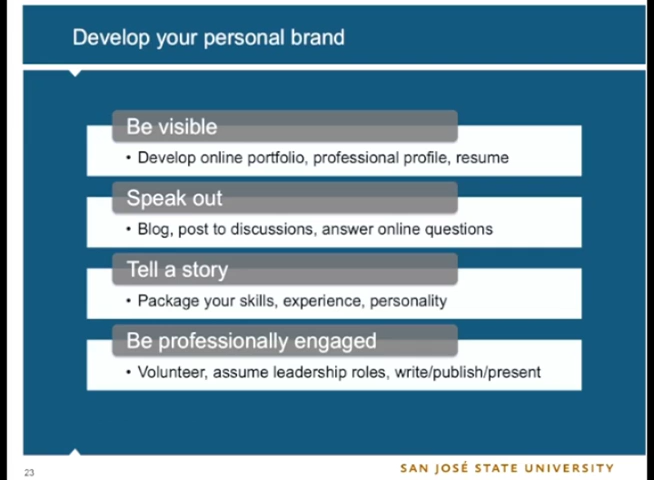 Develop your personal brand
Be visible
• Develop online portfolio, professional profile, resume
Speak out
• Blog, post to discussions, answer online questions
Tell a story
• Package your skills, experience, personality
Be professionally engaged
• Volunteer, assume leadership roles, write/publish/present
23
SAN JOSÉ STATE UNIVERSITY